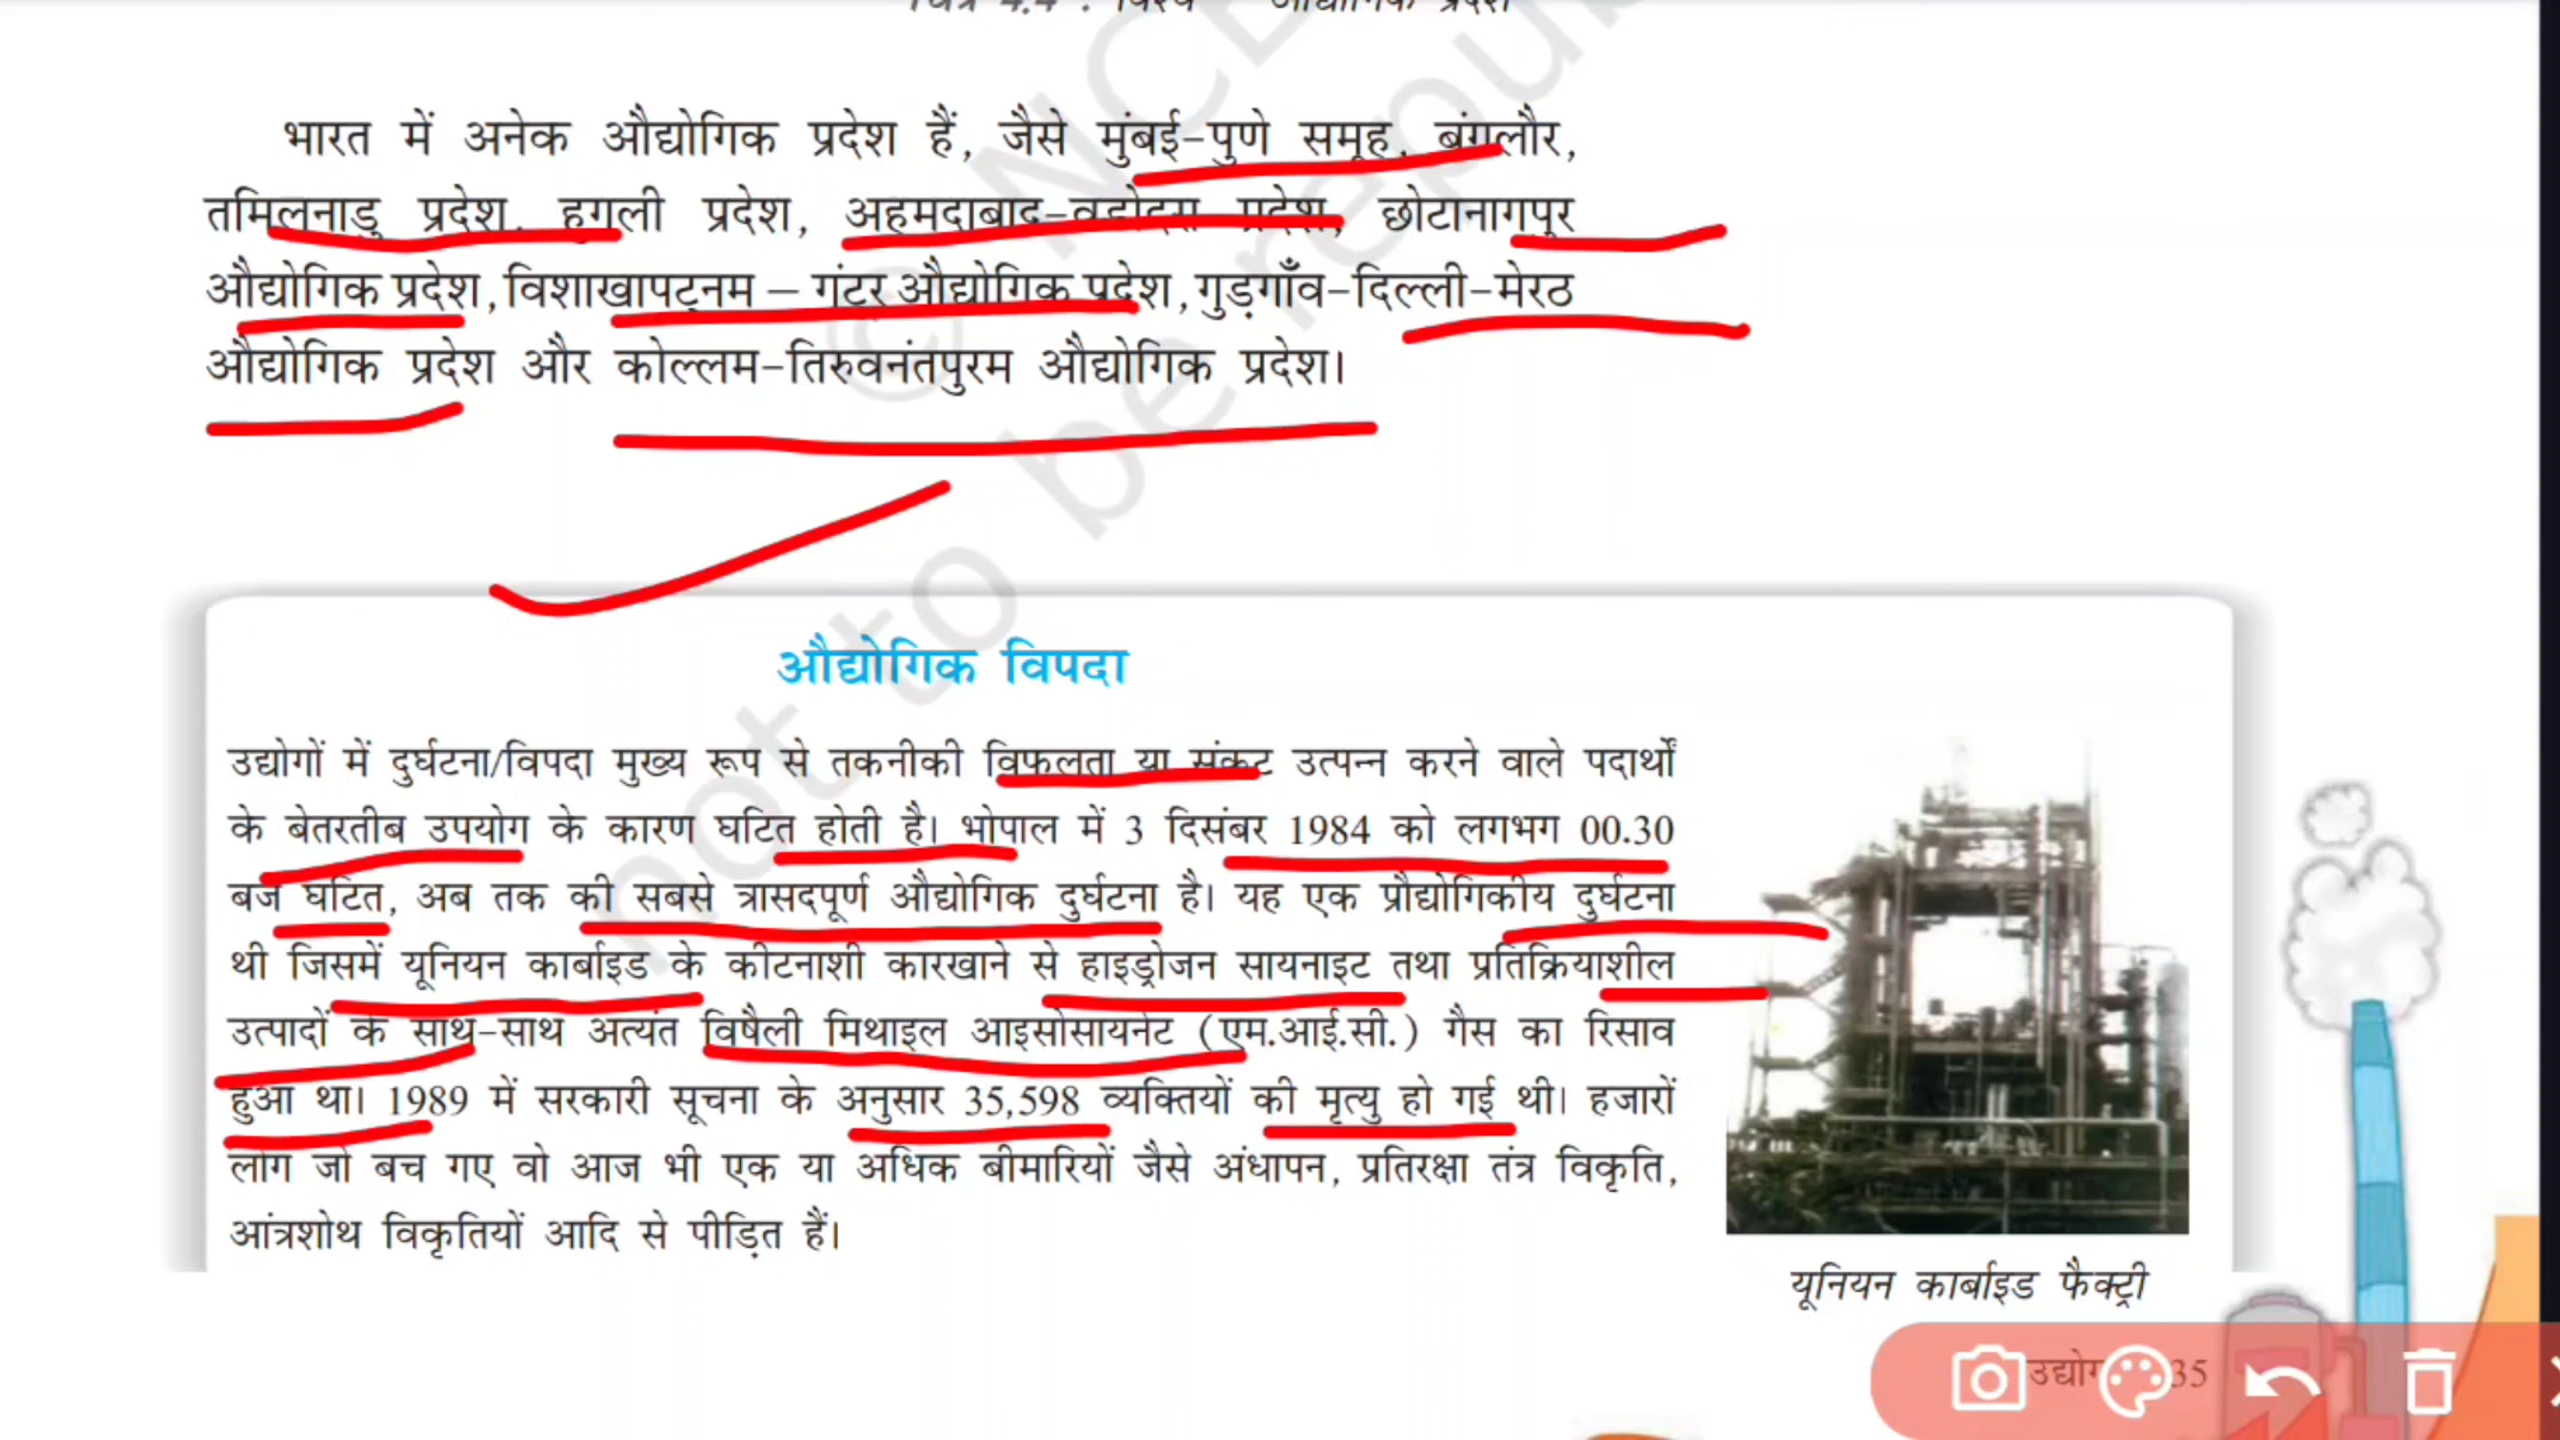 भारत में अनेक औद्योगिक प्रदेश हैं, जैसे मुंबई-पुणे समूह, बंगलौर,
तमिलनाडु प्रदेश, हुगली प्रदेश, अहमदाबाद-वडोदरा प्रदेश, छोटानागपुर
औद्योगिक प्रदेश, विशाखापट्नम – गंटूर औद्योगिक प्रदेश, गुड़गाँव-दिल्ली-मेरठ
औद्योगिक प्रदेश और कोल्लम-तिरुवनंतपुरम औद्योगिक प्रदेश।
औद्योगिक विपदा
उद्योगों में दुर्घटना/विपदा मुख्य रूप से तकनीकी विफलता या संकट उत्पन्न करने वाले पदार्थों
के बेतरतीब उपयोग के कारण घटित होती है। भोपाल में 3 दिसंबर 1984 को लगभग 00.30
बजे घटित, अब तक की सबसे त्रासदपूर्ण औद्योगिक दुर्घटना है। यह एक प्रौद्योगिकीय दुर्घटना
थी जिसमें यूनियन कार्बाइड के कीटनाशी कारखाने से हाइड्रोजन सायनाइट तथा प्रतिक्रियाशील
उत्पादों के साथ-साथ अत्यंत विषैली मिथाइल आइसोसायनेट (एम.आई.सी.) गैस का रिसाव
हुआ था। 1989 में सरकारी सूचना के अनुसार 35,598 व्यक्तियों की मृत्यु हो गई थी। हजारों
लोग जो बच गए वो आज भी एक या अधिक बीमारियों जैसे अंधापन, प्रतिरक्षा तंत्र विकृति,
आंत्रशोथ विकृतियों आदि से पीड़ित हैं।
यूनियन कार्बाइड फैक्ट्री
35
not to be